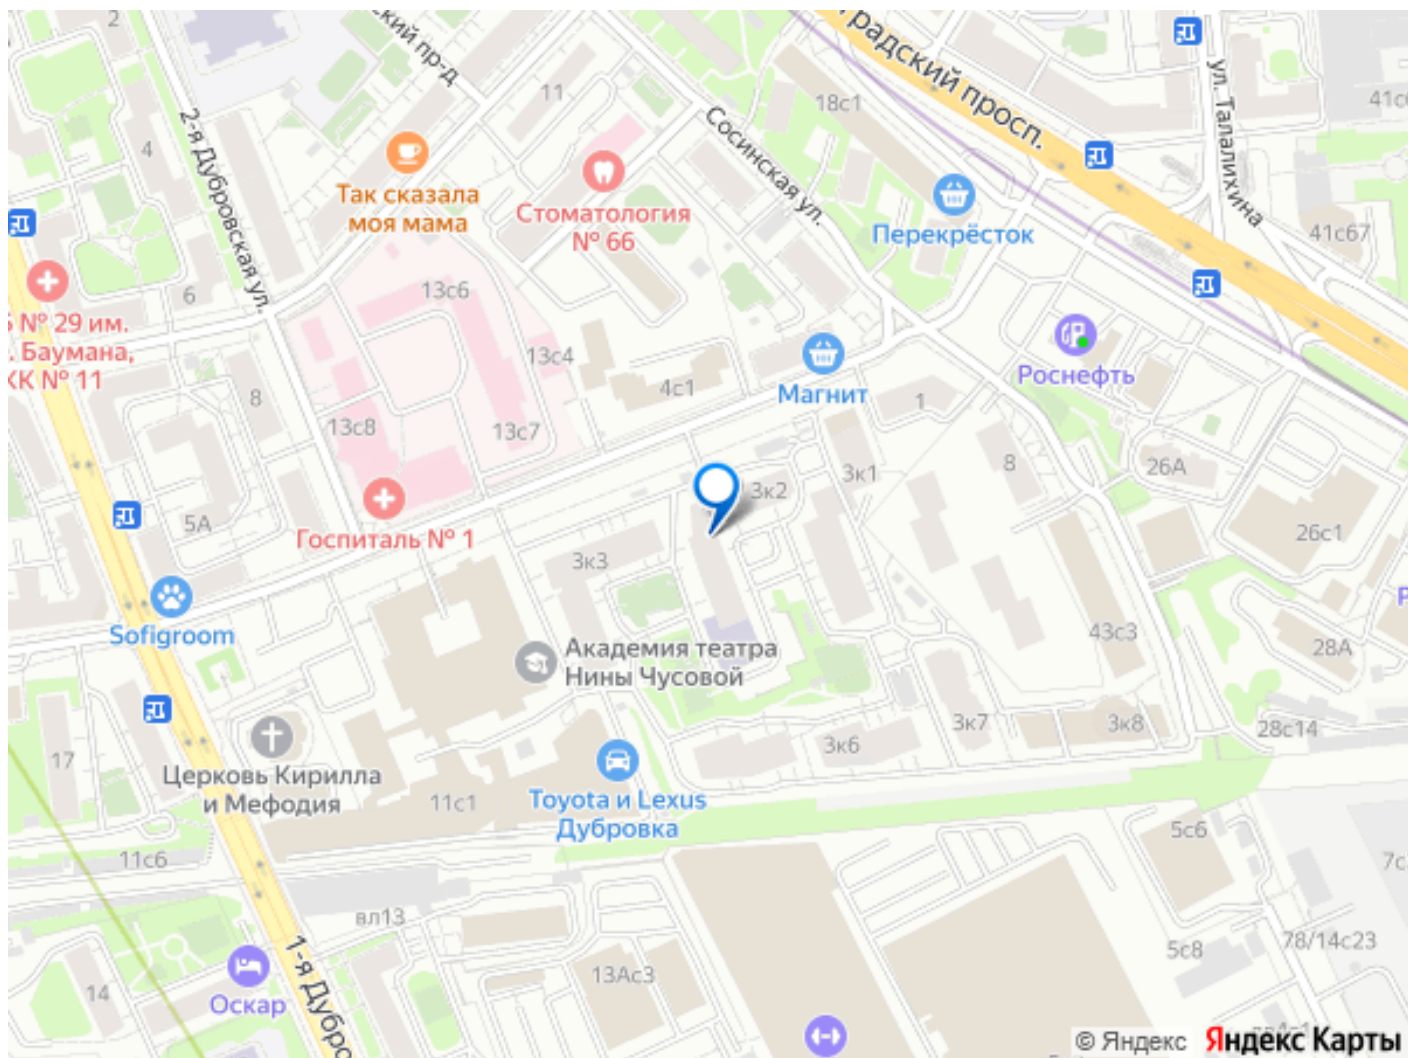 2
ский пр-д
градский просп.
ул. Талалихина
41с6
11
18с1
2-я Дубровская ул.
4
Сосинская ул.
Так сказала
моя мама
Стоматология
№ 66
Перекрёсток
41с67
6
13с6
№ 29 им.
. Баумана,
КК № 11
13с4
Роснефть
8
4с1
Магнит
1
13с8
13с7
3к1
8
26А
3к2
5А
Госпиталь № 1
26с1
3к3
Sofigroom
43с3
28А
Академия театра
Нины Чусовой
3к7
3к8
28с14
3к6
17
Церковь Кирилла
и Мефодия
11с1
Toyota и Lexus
Дубровка
5с6
11с6
7с
вл13
1-я Дубро
78/14с23
5с8
13Ас3
14
Оскар
© Яндекс
Яндекс Карты